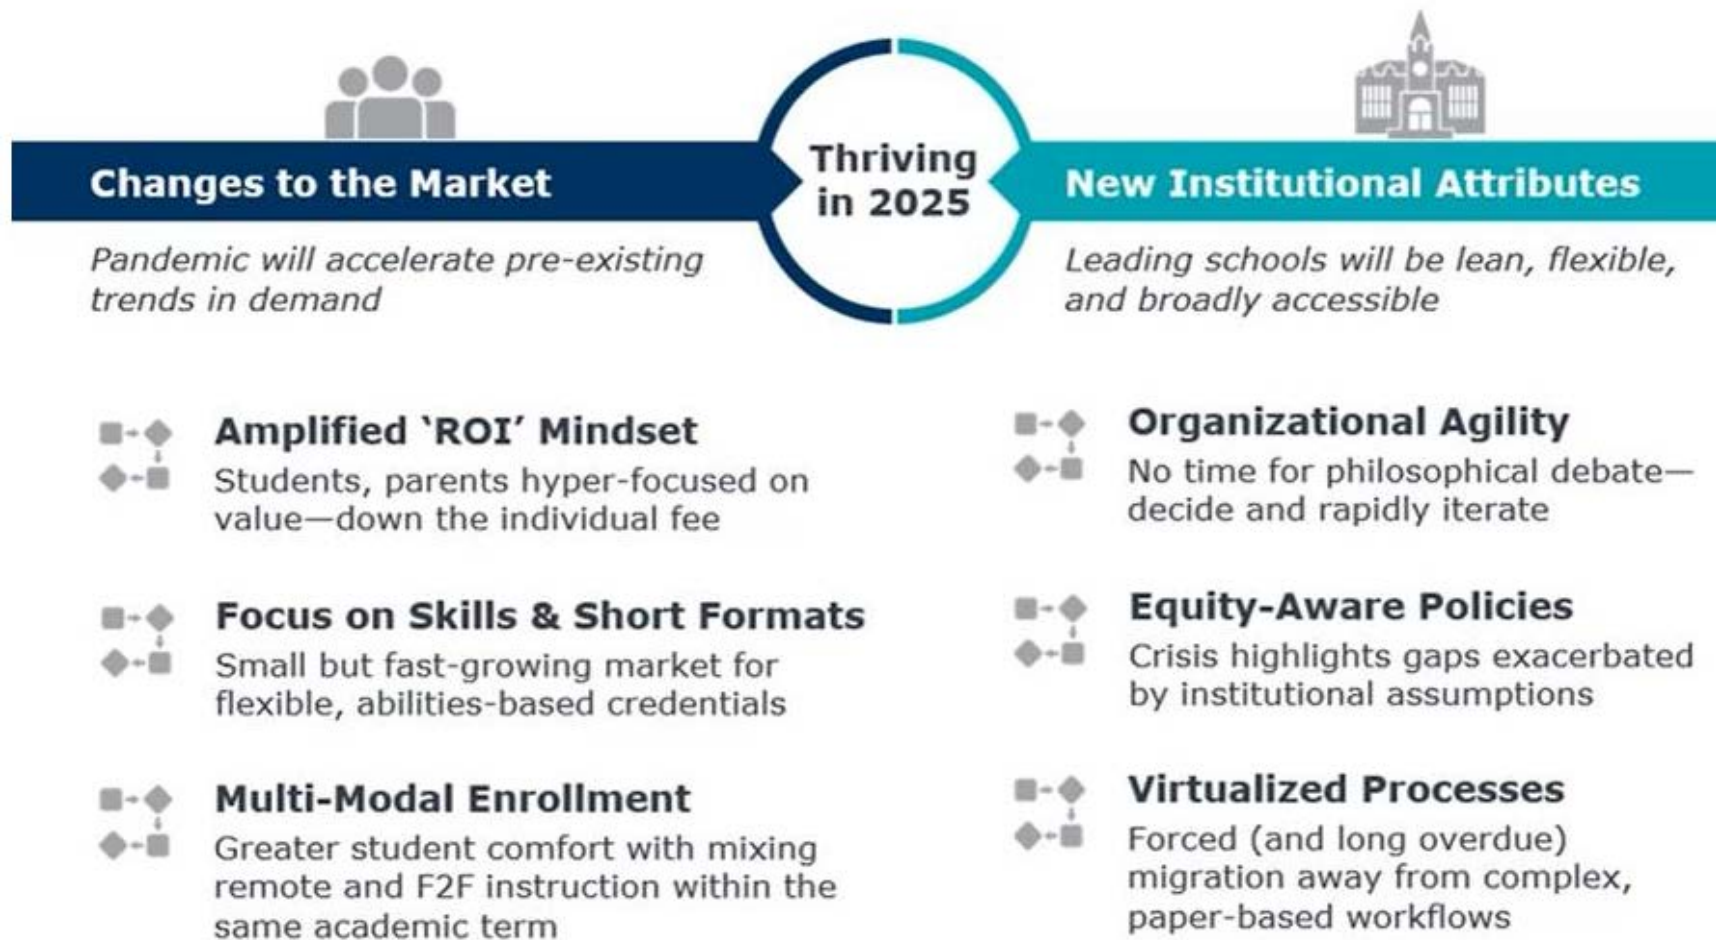 Thriving
in 2025
Changes to the Market
Pandemic will accelerate pre-existing
trends in demand
Amplified ‘ROI’ Mindset
Students, parents hyper-focused on
value—down the individual fee
Focus on Skills & Short Formats
Small but fast-growing market for
flexible, abilities-based credentials
Multi-Modal Enrollment
Greater student comfort with mixing
remote and F2F instruction within the
same academic term
New Institutional Attributes
Leading schools will be lean, flexible,
and broadly accessible
Organizational Agility
No time for philosophical debate—
decide and rapidly iterate
Equity-Aware Policies
Crisis highlights gaps exacerbated
by institutional assumptions
Virtualized Processes
Forced (and long overdue)
migration away from complex,
paper-based workflows